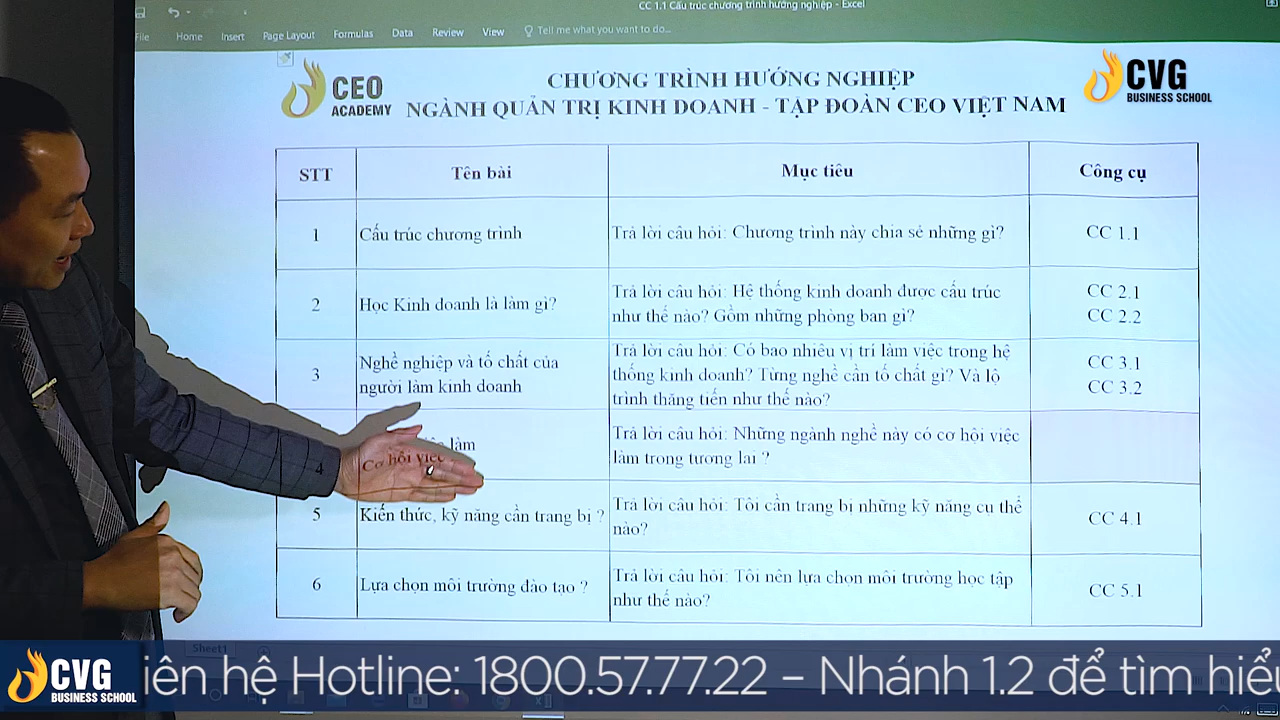 CC 1.1 Cấu trúc chương trình hướng nghiệp - Excel
File Home Insert Page Layout Formulas Data Review View Tell me what you want to do...
CEO
ACADEMY
CHƯƠNG TRÌNH HƯỚNG NGHIỆP
NGÀNH QUẢN TRỊ KINH DOANH - TẬP ĐOÀN CEO VIỆT NAM
CVG
BUSINESS SCHOOL
STT Tên bài Mục tiêu Công cụ
1 Cấu trúc chương trình Trả lời câu hỏi: Chương trình này chia sẻ những gì? CC 1.1
2 Học Kinh doanh là làm gì? Trả lời câu hỏi: Hệ thống kinh doanh được cấu trúc
như thế nào? Gồm những phòng ban gì?
CC 2.1
CC 2.2
3 Nghề nghiệp và tố chất của
người làm kinh doanh
Trả lời câu hỏi: Có bao nhiêu vị trí làm việc trong hệ
thống kinh doanh? Từng nghề cần tố chất gì? Và lộ
trình thăng tiến như thế nào?
CC 3.1
CC 3.2
4 Cơ hội việc làm
Trả lời câu hỏi: Những ngành nghề này có cơ hội việc
làm trong tương lai ?
5 Kiến thức, kỹ năng cần trang bị ? Trả lời câu hỏi: Tôi cần trang bị những kỹ năng cụ thể
nào?
CC 4.1
6 Lựa chọn môi trường đào tạo ? Trả lời câu hỏi: Tôi nên lựa chọn môi trường học tập
như thế nào?
CC 5.1
Sheet1
CVG
BUSINESS SCHOOL
iên hệ Hotline: 1800.57.77.22 – Nhánh 1.2 để tìm hiểu